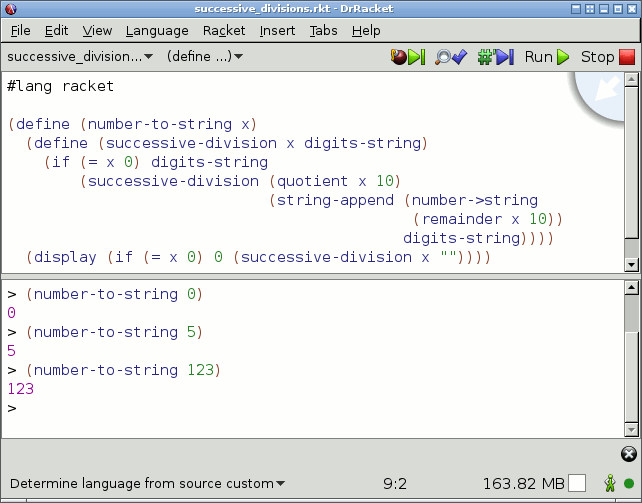 successive_divisions.rkt - DrRacket
File Edit View Language Racket Insert Tabs Help
successive_division... (define ...) Run Stop
#lang racket
(define (number-to-string x)
(define (successive-division x digits-string)
(if (= x 0) digits-string
(successive-division (quotient x 10)
(string-append (number->string
(remainder x 10))
digits-string))))
(display (if (= x 0) 0 (successive-division x ""))))
> (number-to-string 0)
0
> (number-to-string 5)
5
> (number-to-string 123)
123
>
Determine language from source custom 9:2 163.82 MB